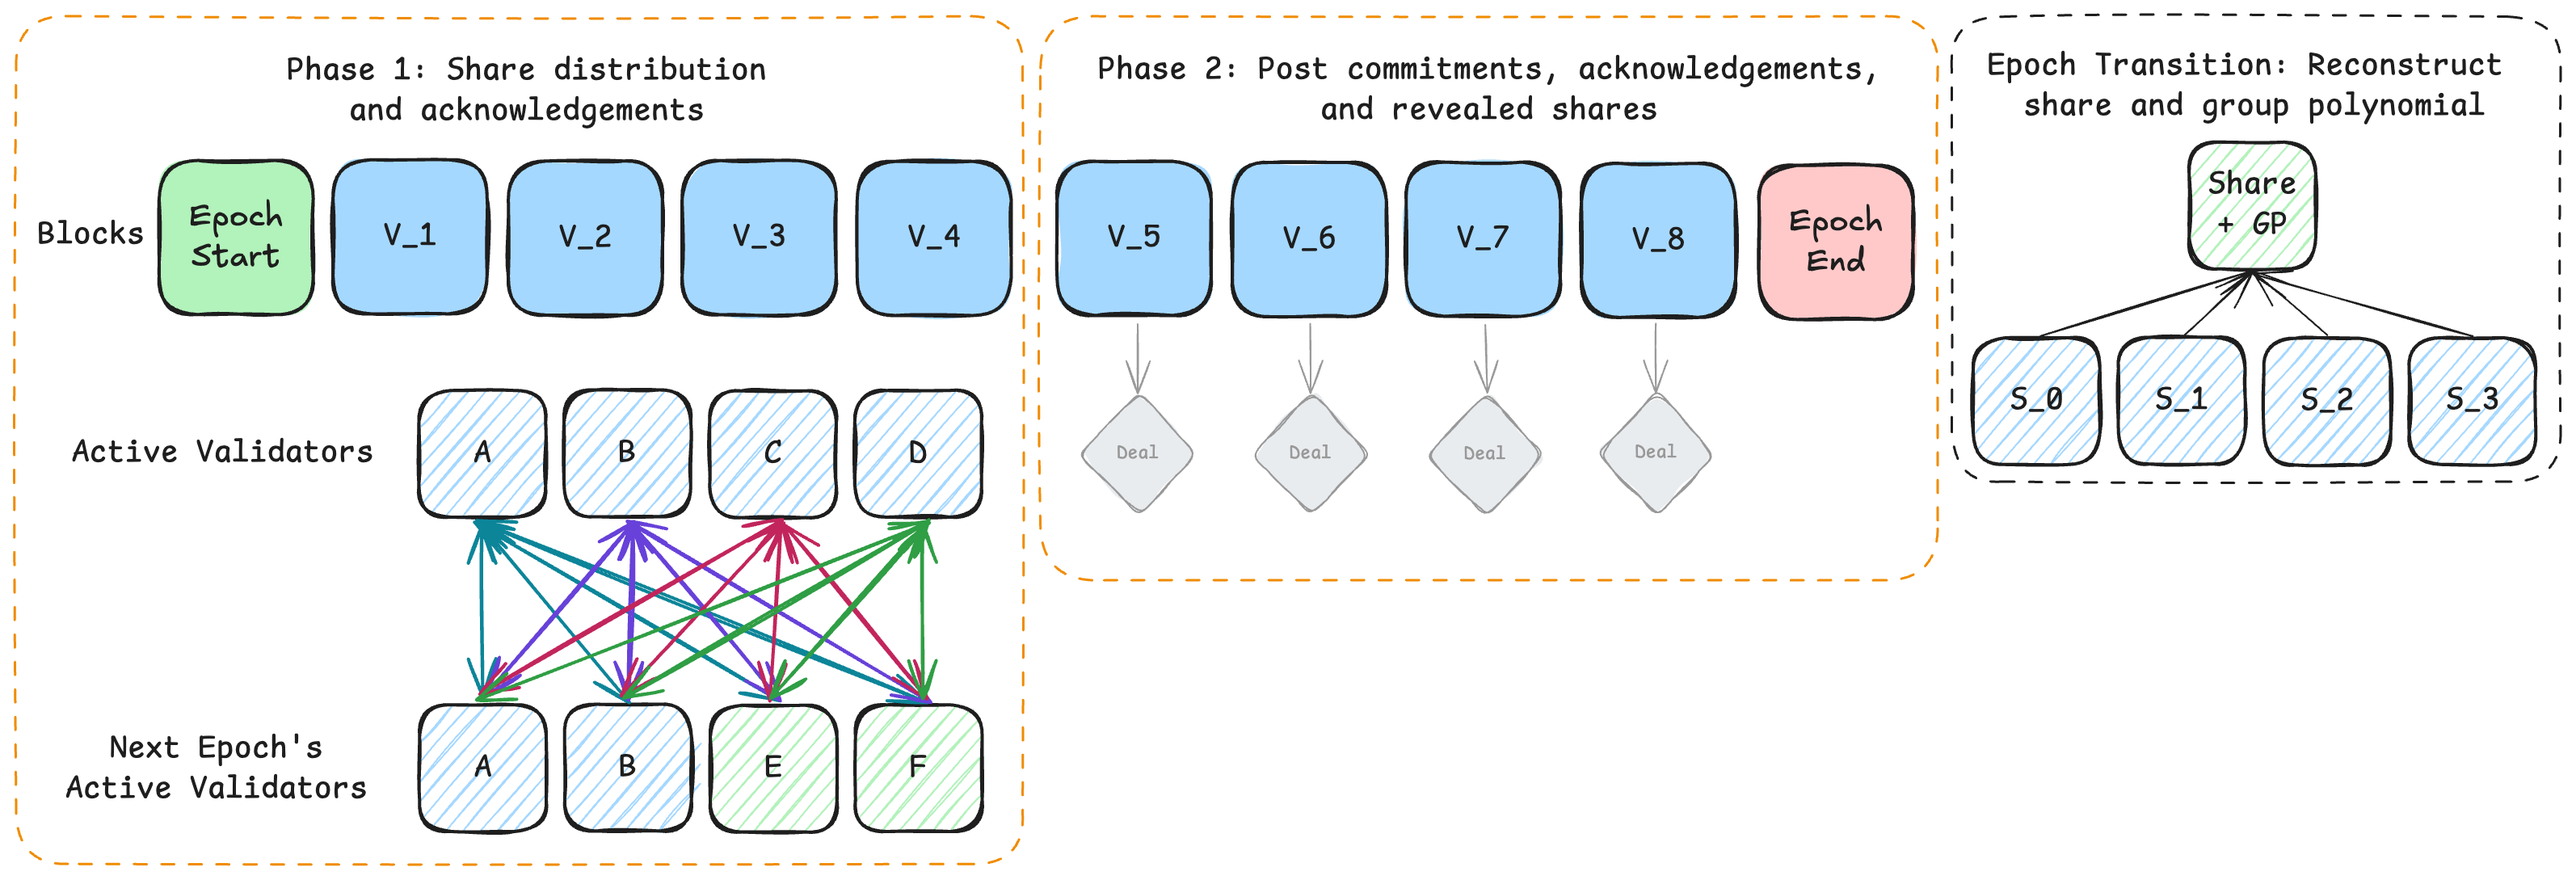 Phase 1: Share distribution
and acknowledgements
Blocks
Epoch
Start
V_1
V_2
V_3
V_4
Active Validators
A
B
C
D
Next Epoch's
Active Validators
A
B
E
F
Phase 2: Post commitments, acknowledgements,
and revealed shares
V_5
V_6
V_7
V_8
Epoch
End
Deal
Deal
Deal
Deal
Epoch Transition: Reconstruct
share and group polynomial
Share
+ GP
S_0
S_1
S_2
S_3